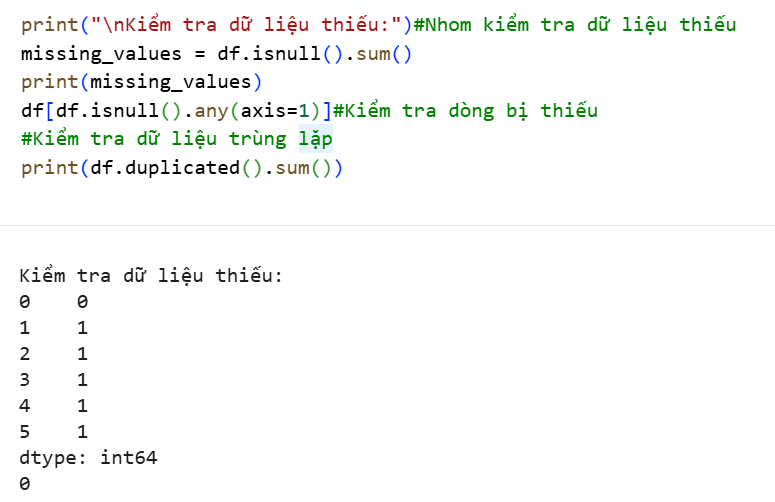 print("\nKiểm tra dữ liệu thiếu:")#Nhom kiểm tra dữ liệu thiếu
missing_values = df.isnull().sum()
print(missing_values)
df[df.isnull().any(axis=1)]#Kiểm tra dòng bị thiếu
#Kiểm tra dữ liệu trùng lặp
print(df.duplicated().sum())
Kiểm tra dữ liệu thiếu:
0    0
1    1
2    1
3    1
4    1
5    1
dtype: int64
0